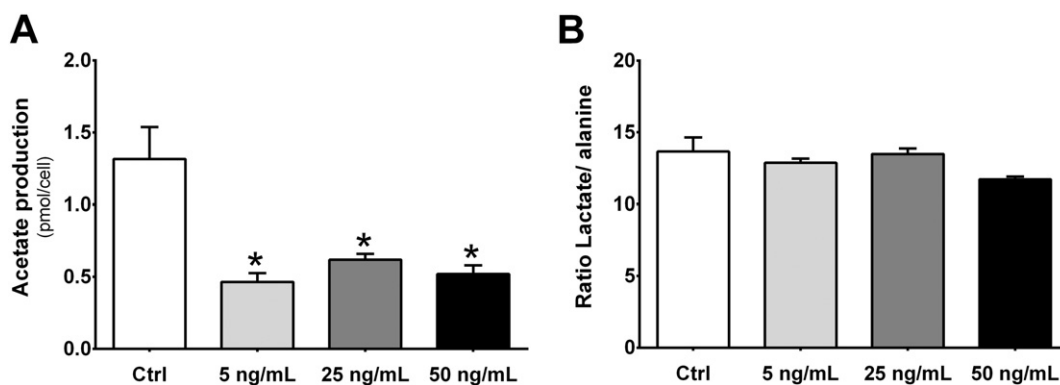 A
Acetate production
(pmol/cell)
2.0
1.5
1.0
0.5
0.0
*
*
*
Ctrl 5 ng/mL 25 ng/mL 50 ng/mL
B
Ratio Lactate/ alanine
20
15
10
5
0
Ctrl 5 ng/mL 25 ng/mL 50 ng/mL